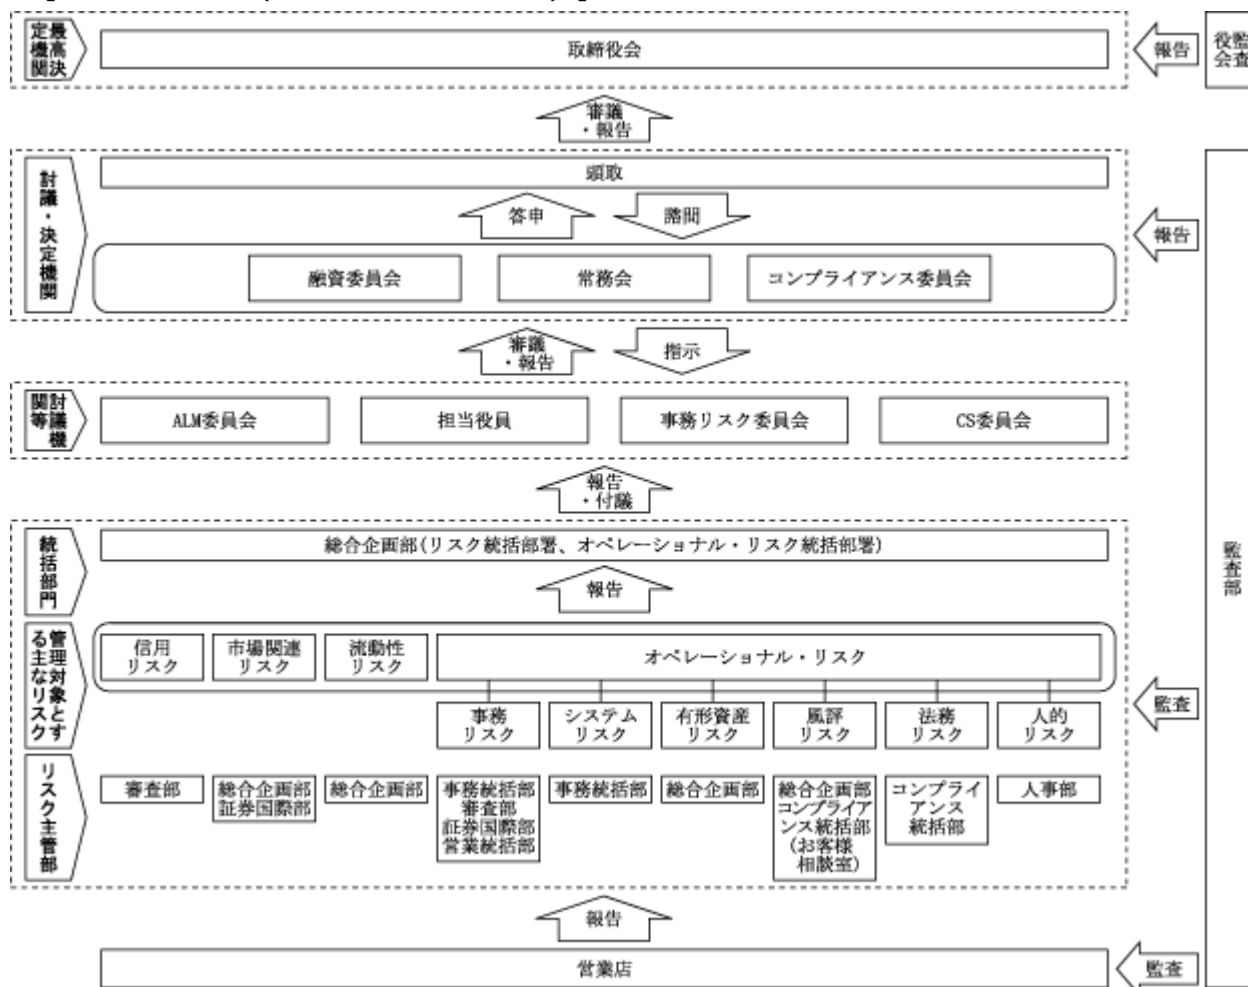 最高決
定機関
取締役会
報告
監査
役会
審議
・報告
討議・決定機関
頭取
答申
諮問
報告
融資委員会
常務会
コンプライアンス委員会
審議
・報告
指示
討議機
関等
ALM委員会
担当役員
事務リスク委員会
CS委員会
報告
・付議
統括部門
総合企画部(リスク統括部署、オペレーショナル・リスク統括部署)
報告
監査部
管理対象とす
る主なリスク
信用
リスク
市場関連
リスク
流動性
リスク
オペレーショナル・リスク
事務
リスク
システム
リスク
有形資産
リスク
風評
リスク
法務
リスク
人的
リスク
監査
リスク主管部
審査部
総合企画部
証券国際部
総合企画部
事務統括部
審査部
証券国際部
営業統括部
事務統括部
総合企画部
総合企画部
コンプライア
ンス統括部
(お客様
相談室)
コンプライ
アンス
統括部
人事部
報告
営業店
監査